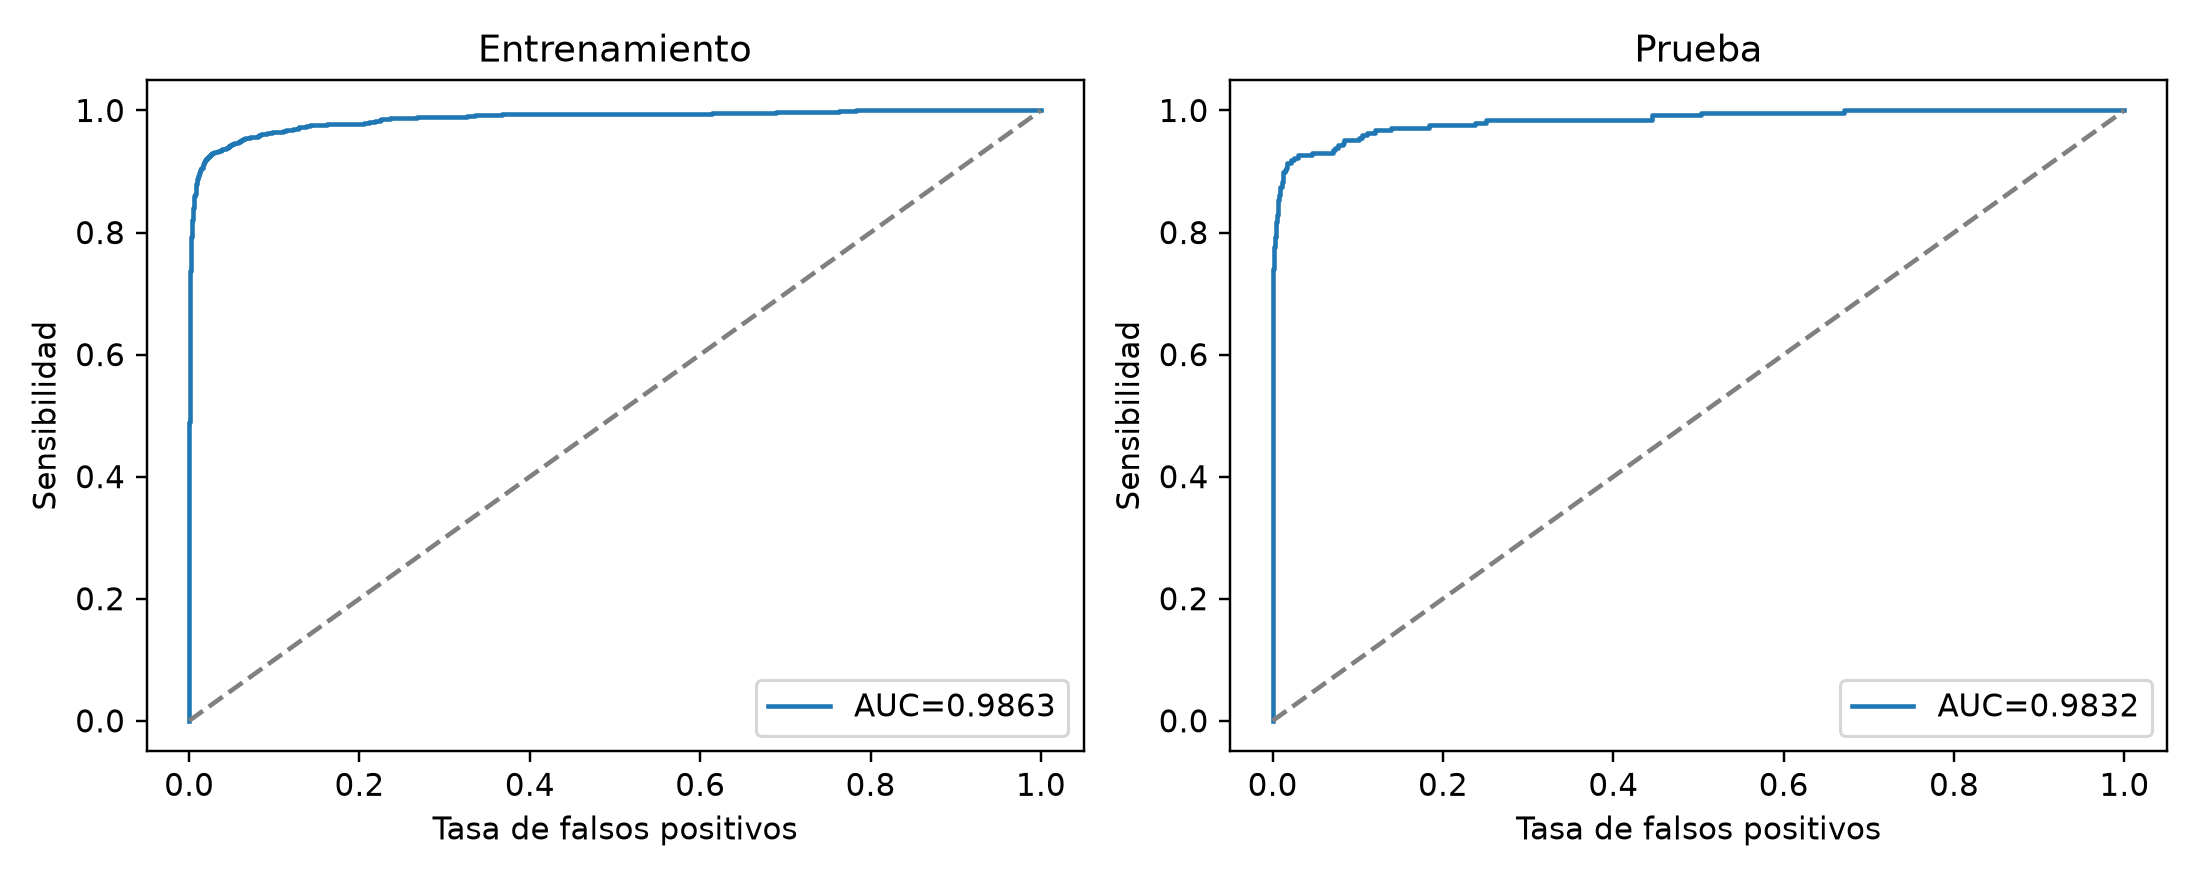 Entrenamiento
1.0
0.8
0.6
0.4
0.2
0.0
Sensibilidad
0.0 0.2 0.4 0.6 0.8 1.0
Tasa de falsos positivos
AUC=0.9863
Prueba
1.0
0.8
0.6
0.4
0.2
0.0
Sensibilidad
0.0 0.2 0.4 0.6 0.8 1.0
Tasa de falsos positivos
AUC=0.9832